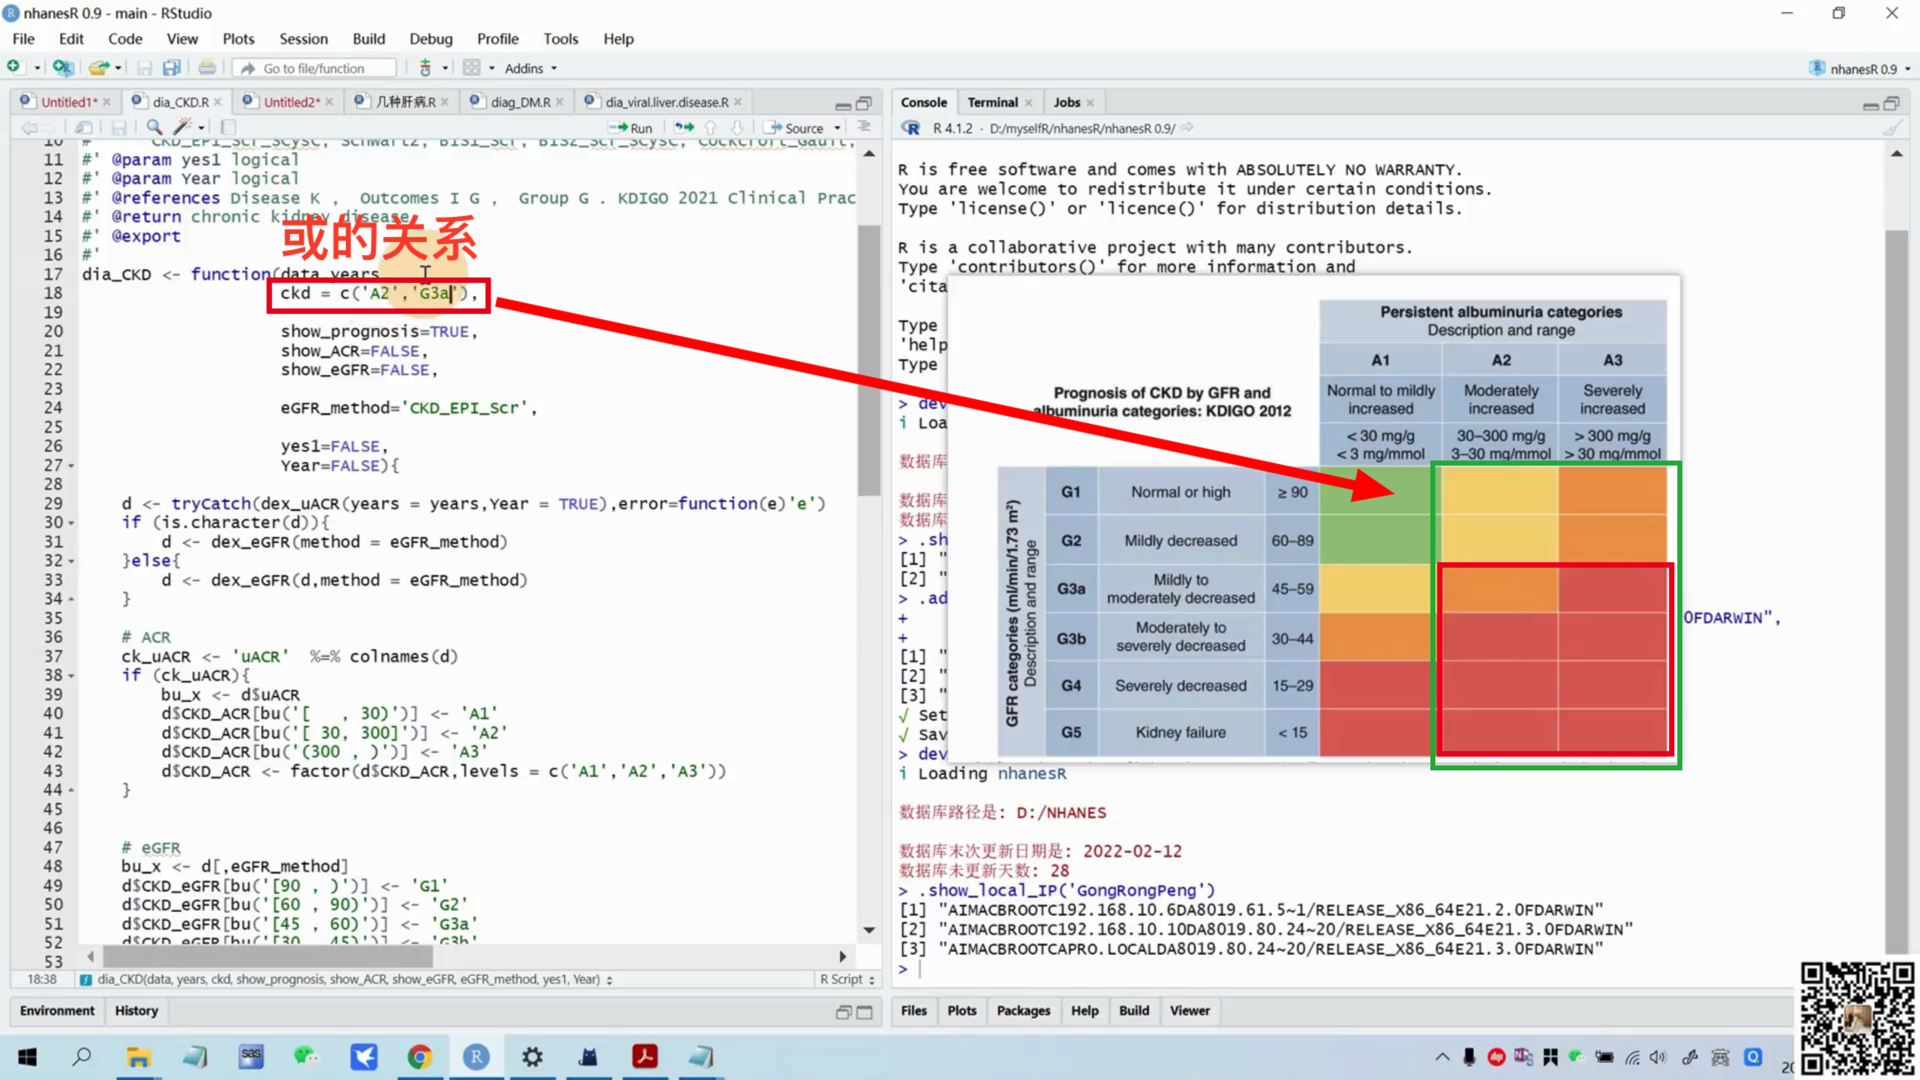 nhanesR 0.9 - main - RStudio
File Edit Code View Plots Session Build Debug Profile Tools Help
Go to file/function
Addins
nhanesR 0.9
Untitled1*
dia_CKD.R
Untitled2*
几种肝病.R
diag_DM.R
dia_viral.liver.disease.R
Run
Source
10 #' CKD_EPI_Scr_Scysc, Schwartz, BIS1_Scr, BIS2_Scr_Scysc, Cockcroft_Gault,
11 #' @param yes1 logical
12 #' @param Year logical
13 #' @references Disease K , Outcomes I G , Group G . KDIGO 2021 Clinical Prac
14 #' @return chronic kidney disease
15 #' @export
16 #'
或的关系
17 dia_CKD <- function(data,years
18 ckd = c('A2','G3a'),
19
20 show_prognosis=TRUE,
21 show_ACR=FALSE,
22 show_eGFR=FALSE,
23
24 eGFR_method='CKD_EPI_Scr',
25
26 yes1=FALSE,
27 Year=FALSE){
28
29 d <- tryCatch(dex_uACR(years = years,Year = TRUE),error=function(e)'e')
30 if (is.character(d)){
31 d <- dex_eGFR(method = eGFR_method)
32 }else{
33 d <- dex_eGFR(d,method = eGFR_method)
34 }
35
36 # ACR
37 ck_uACR <- 'uACR' %=% colnames(d)
38 if (ck_uACR){
39 bu_x <- d$uACR
40 d$CKD_ACR[bu('[ , 30)')] <- 'A1'
41 d$CKD_ACR[bu('[ 30, 300]')] <- 'A2'
42 d$CKD_ACR[bu('(300 , )')] <- 'A3'
43 d$CKD_ACR <- factor(d$CKD_ACR,levels = c('A1','A2','A3'))
44 }
45
46
47 # eGFR
48 bu_x <- d[,eGFR_method]
49 d$CKD_eGFR[bu('[90 , )')] <- 'G1'
50 d$CKD_eGFR[bu('[60 , 90)')] <- 'G2'
51 d$CKD_eGFR[bu('[45 , 60)')] <- 'G3a'
52 d$CKD_eGFR[bu('[30 , 45)')] <- 'G3b'
53
18:38
dia_CKD(data, years, ckd, show_prognosis, show_ACR, show_eGFR, eGFR_method, yes1, Year)
R Script
Environment History
Console Terminal Jobs
R 4.1.2 · D:/myselfR/nhanesR/nhanesR 0.9/
R is free software and comes with ABSOLUTELY NO WARRANTY.
You are welcome to redistribute it under certain conditions.
Type 'license()' or 'licence()' for distribution details.
R is a collaborative project with many contributors.
Type 'contributors()' for more information and
'cita
Type
'help
Type
> dev
i Loa
数据库
数据库
数据库
> .sh
[1] "
[2] "
> .ad
+ OFDARWIN",
+
[1] "
[2] "
[3] "
√ Set
√ Sav
> dev
i Loading nhanesR
数据库路径是: D:/NHANES
数据库末次更新日期是: 2022-02-12
数据库未更新天数: 28
> .show_local_IP('GongRongPeng')
[1] "AIMACBROOTC192.168.10.6DA8019.61.5~1/RELEASE_X86_64E21.2.0FDARWIN"
[2] "AIMACBROOTC192.168.10.10DA8019.80.24~20/RELEASE_X86_64E21.3.0FDARWIN"
[3] "AIMACBROOTCAPRO.LOCALDA8019.80.24~20/RELEASE_X86_64E21.3.0FDARWIN"
>
Prognosis of CKD by GFR and
albuminuria categories: KDIGO 2012
Persistent albuminuria categories
Description and range
A1 A2 A3
Normal to mildly increased
Moderately increased
Severely increased
< 30 mg/g
< 3 mg/mmol
30–300 mg/g
3–30 mg/mmol
> 300 mg/g
> 30 mg/mmol
GFR categories (ml/min/1.73 m²)
Description and range
G1 Normal or high ≥ 90
G2 Mildly decreased 60–89
G3a Mildly to moderately decreased 45–59
G3b Moderately to severely decreased 30–44
G4 Severely decreased 15–29
G5 Kidney failure < 15
Files Plots Packages Help Build Viewer
sas